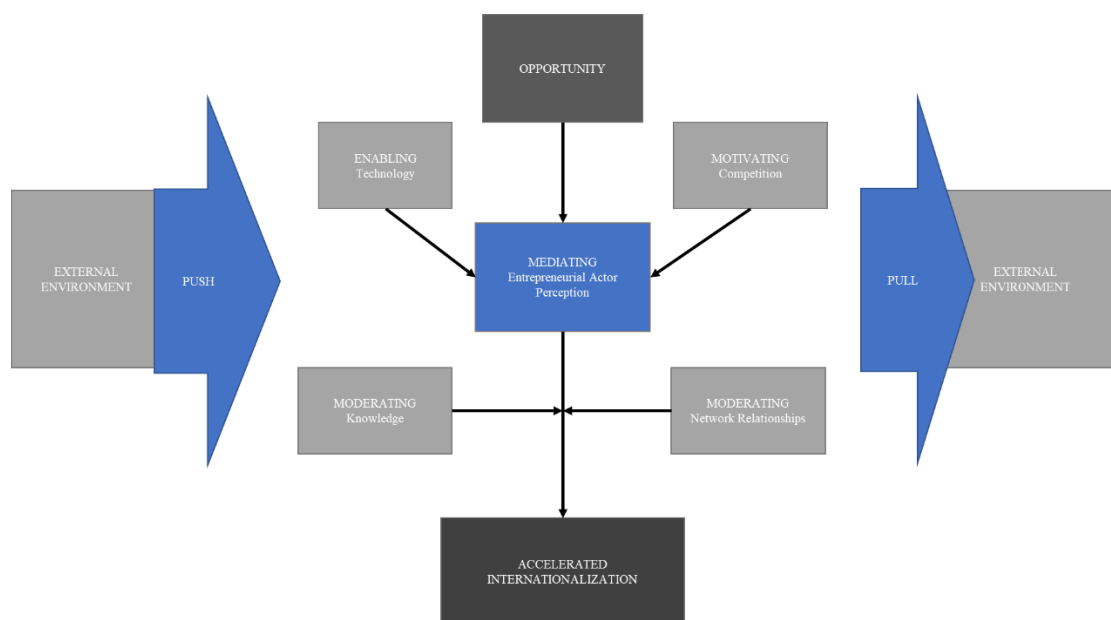 OPPORTUNITY
ENABLING
Technology
MOTIVATING
Competition
EXTERNAL
ENVIRONMENT
PUSH
MEDIATING
Entrepreneurial Actor
Perception
PULL
EXTERNAL
ENVIRONMENT
MODERATING
Knowledge
MODERATING
Network Relationships
ACCELERATED
INTERNATIONALIZATION